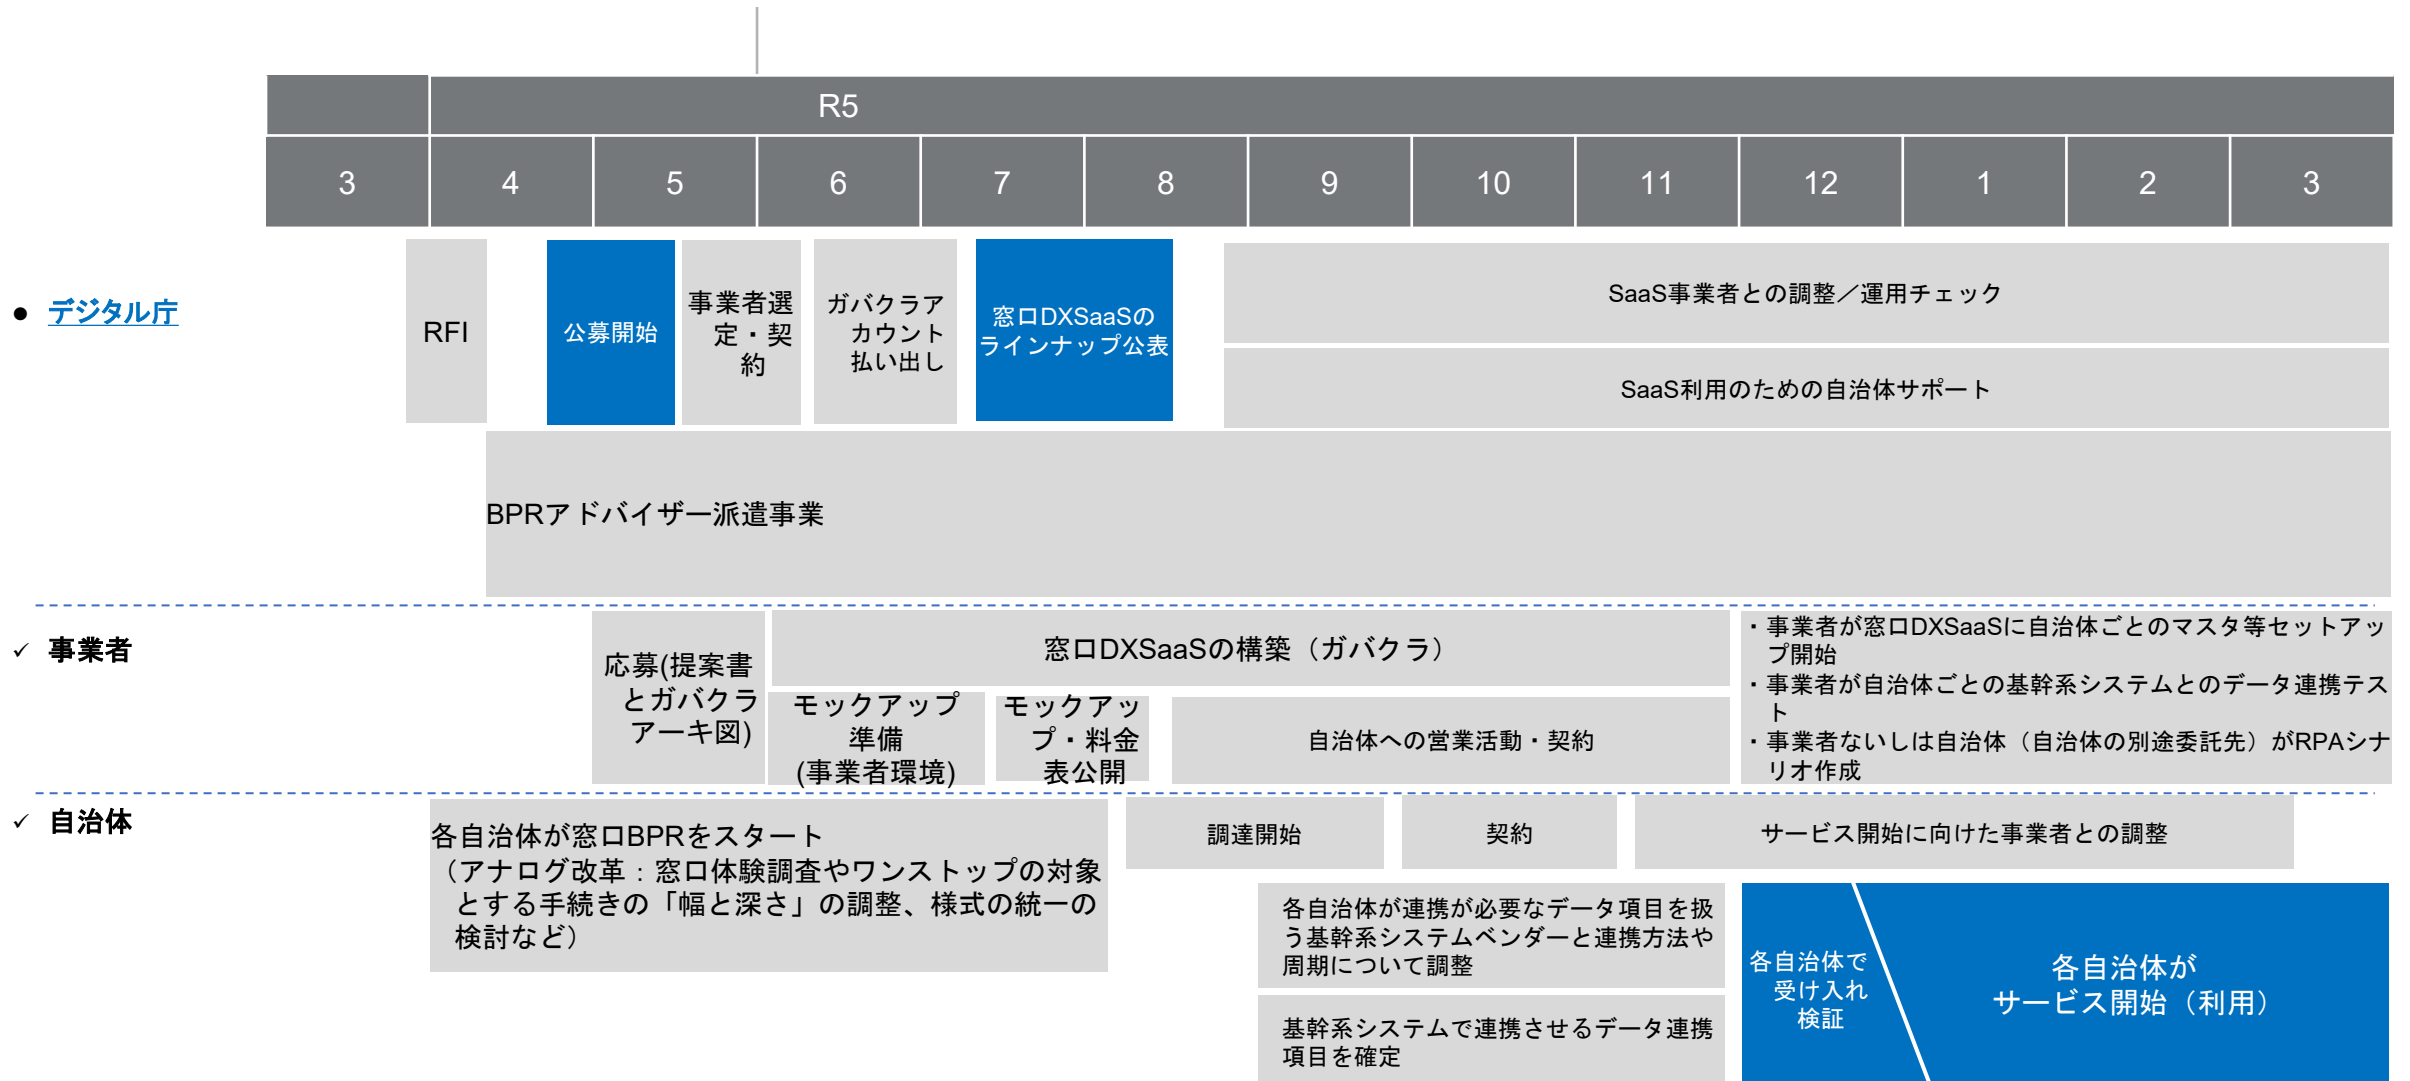 R5
3 4 5 6 7 8 9 10 11 12 1 2 3
● デジタル庁
RFI
公募開始
事業者選
定・契
約
ガバクラア
カウント
払い出し
窓口DXSaaSの
ラインナップ公表
SaaS事業者との調整／運用チェック
SaaS利用のための自治体サポート
BPRアドバイザー派遣事業
✓ 事業者
応募(提案書
とガバクラ
アーキ図)
窓口DXSaaSの構築（ガバクラ）
モックアップ
準備
(事業者環境)
モックアッ
プ・料金
表公開
自治体への営業活動・契約
・事業者が窓口DXSaaSに自治体ごとのマスタ等セットアッ
プ開始
・事業者が自治体ごとの基幹系システムとのデータ連携テス
ト
・事業者ないしは自治体（自治体の別途委託先）がRPAシナ
リオ作成
✓ 自治体
各自治体が窓口BPRをスタート
（アナログ改革：窓口体験調査やワンストップの対象
とする手続きの「幅と深さ」の調整、様式の統一の
検討など）
調達開始
契約
サービス開始に向けた事業者との調整
各自治体が連携が必要なデータ項目を扱
う基幹系システムベンダーと連携方法や
周期について調整
基幹系システムで連携させるデータ連携
項目を確定
各自治体で
受け入れ
検証
各自治体が
サービス開始（利用）